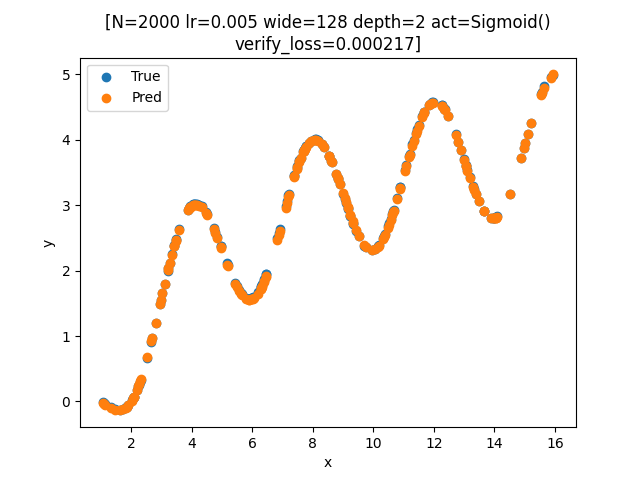 [N=2000 lr=0.005 wide=128 depth=2 act=Sigmoid()
verify_loss=0.000217]
True
Pred
5
4
3
2
1
0
y
2 4 6 8 10 12 14 16
x